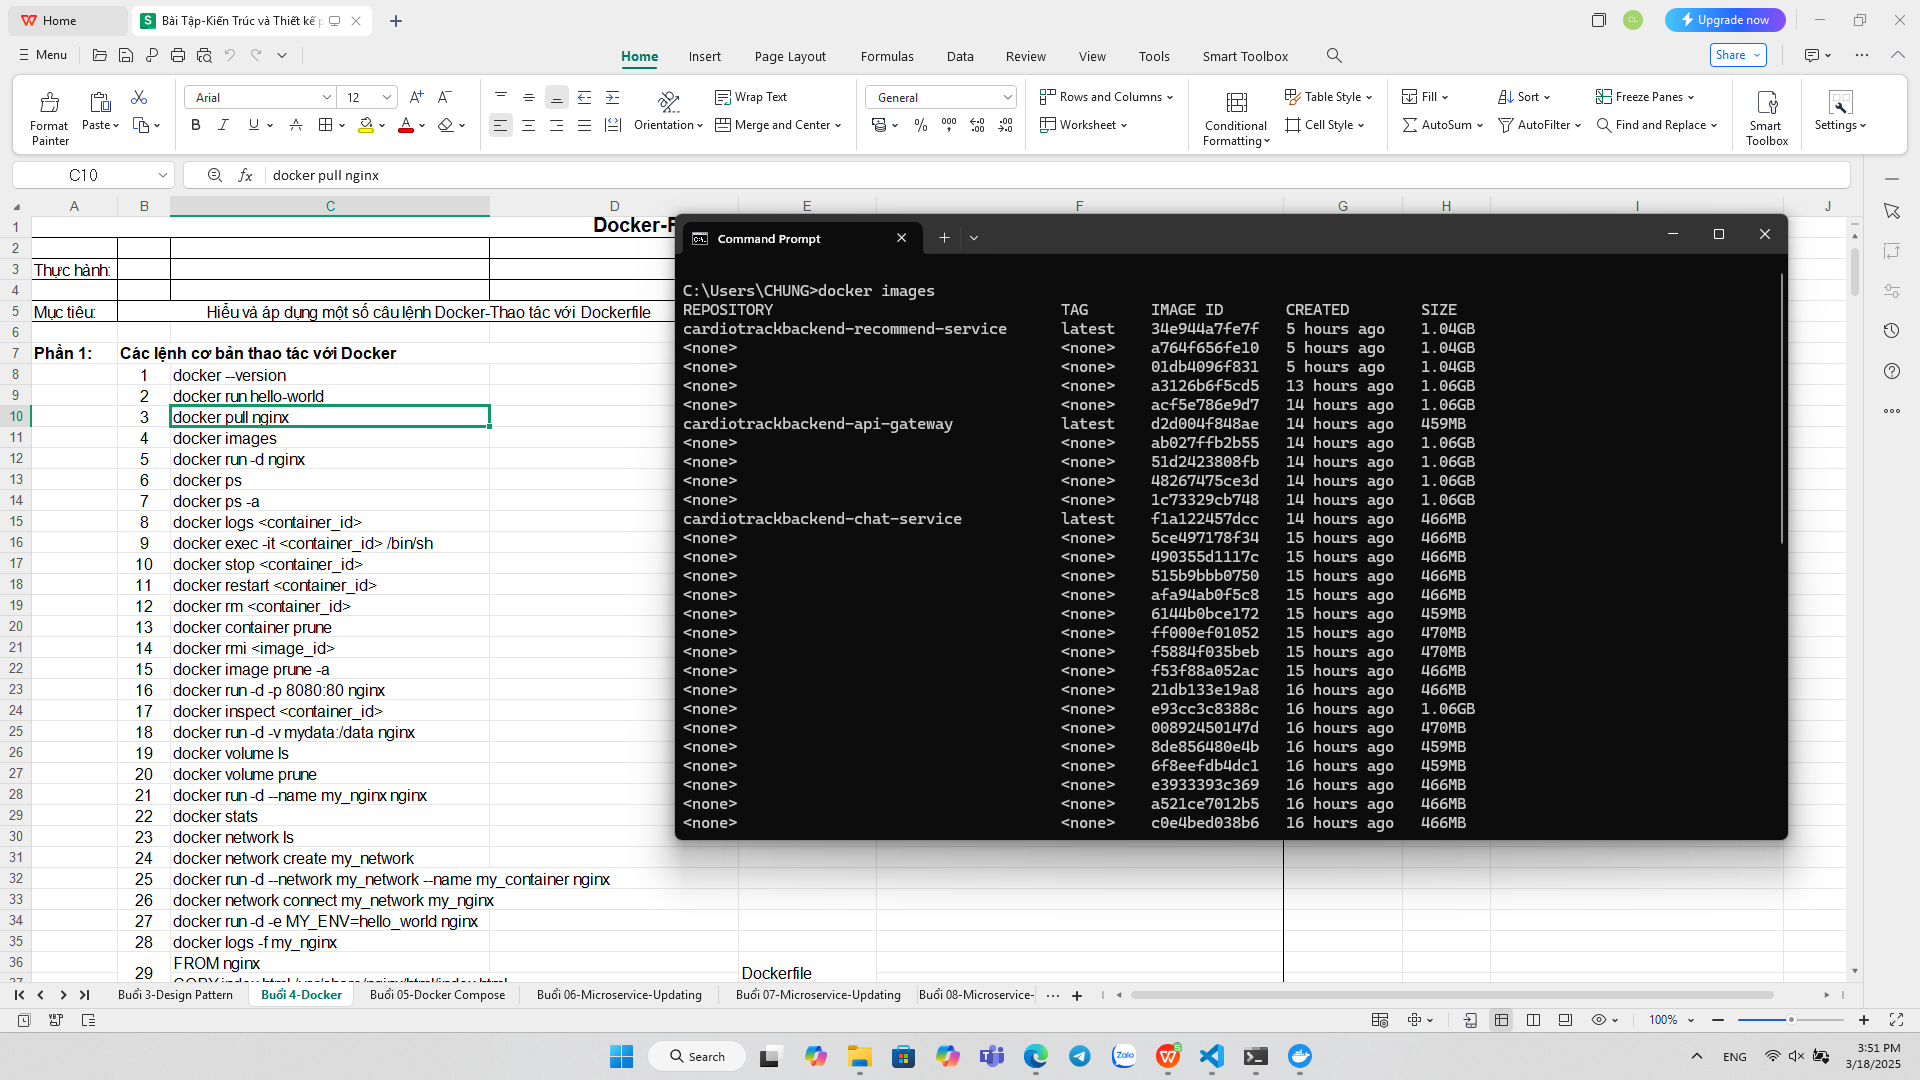 Home
Bài Tập-Kiến Trúc và Thiết kế p
Upgrade now
CL
Menu
Home Insert Page Layout Formulas Data Review View Tools Smart Toolbox
Share
Format Painter
Paste
Arial 12
B I U A
Orientation
Wrap Text
Merge and Center
General
Rows and Columns
Worksheet
Conditional Formatting
Table Style
Cell Style
Fill
AutoSum
Sort
AutoFilter
Freeze Panes
Find and Replace
Smart Toolbox
Settings
C10 fx docker pull nginx
A B C D E F G H I J
1 Docker-F
2
3 Thực hành:
4
5 Mục tiêu: Hiểu và áp dụng một số câu lệnh Docker-Thao tác với Dockerfile
6
7 Phần 1: Các lệnh cơ bản thao tác với Docker
8 1 docker --version
9 2 docker run hello-world
10 3 docker pull nginx
11 4 docker images
12 5 docker run -d nginx
13 6 docker ps
14 7 docker ps -a
15 8 docker logs <container_id>
16 9 docker exec -it <container_id> /bin/sh
17 10 docker stop <container_id>
18 11 docker restart <container_id>
19 12 docker rm <container_id>
20 13 docker container prune
21 14 docker rmi <image_id>
22 15 docker image prune -a
23 16 docker run -d -p 8080:80 nginx
24 17 docker inspect <container_id>
25 18 docker run -d -v mydata:/data nginx
26 19 docker volume ls
27 20 docker volume prune
28 21 docker run -d --name my_nginx nginx
29 22 docker stats
30 23 docker network ls
31 24 docker network create my_network
32 25 docker run -d --network my_network --name my_container nginx
33 26 docker network connect my_network my_nginx
34 27 docker run -d -e MY_ENV=hello_world nginx
35 28 docker logs -f my_nginx
36 FROM nginx
29 Dockerfile
37 COPY index.html /usr/share/nginx/html/index.html
Command Prompt
C:\Users\CHUNG>docker images
REPOSITORY TAG IMAGE ID CREATED SIZE
cardiotrackbackend-recommend-service latest 34e944a7fe7f 5 hours ago 1.04GB
<none> <none> a764f656fe10 5 hours ago 1.04GB
<none> <none> 01db4096f831 5 hours ago 1.04GB
<none> <none> a3126b6f5cd5 13 hours ago 1.06GB
<none> <none> acf5e786e9d7 14 hours ago 1.06GB
cardiotrackbackend-api-gateway latest d2d004f848ae 14 hours ago 459MB
<none> <none> ab027ffb2b55 14 hours ago 1.06GB
<none> <none> 51d2423808fb 14 hours ago 1.06GB
<none> <none> 48267475ce3d 14 hours ago 1.06GB
<none> <none> 1c73329cb748 14 hours ago 1.06GB
cardiotrackbackend-chat-service latest f1a122457dcc 14 hours ago 466MB
<none> <none> 5ce497178f34 15 hours ago 466MB
<none> <none> 490355d1117c 15 hours ago 466MB
<none> <none> 515b9bbb0750 15 hours ago 466MB
<none> <none> afa94ab0f5c8 15 hours ago 466MB
<none> <none> 6144b0bce172 15 hours ago 459MB
<none> <none> ff000ef01052 15 hours ago 470MB
<none> <none> f5884f035beb 15 hours ago 470MB
<none> <none> f53f88a052ac 15 hours ago 466MB
<none> <none> 21db133e19a8 16 hours ago 466MB
<none> <none> e93cc3c8388c 16 hours ago 1.06GB
<none> <none> 00892450147d 16 hours ago 470MB
<none> <none> 8de856480e4b 16 hours ago 459MB
<none> <none> 6f8eefdb4dc1 16 hours ago 459MB
<none> <none> e3933393c369 16 hours ago 466MB
<none> <none> a521ce7012b5 16 hours ago 466MB
<none> <none> c0e4bed038b6 16 hours ago 466MB
Buổi 3-Design Pattern Buổi 4-Docker Buổi 05-Docker Compose Buổi 06-Microservice-Updating Buổi 07-Microservice-Updating Buổi 08-Microservice-
100%
Search
Zalo
ENG
3:51 PM
3/18/2025